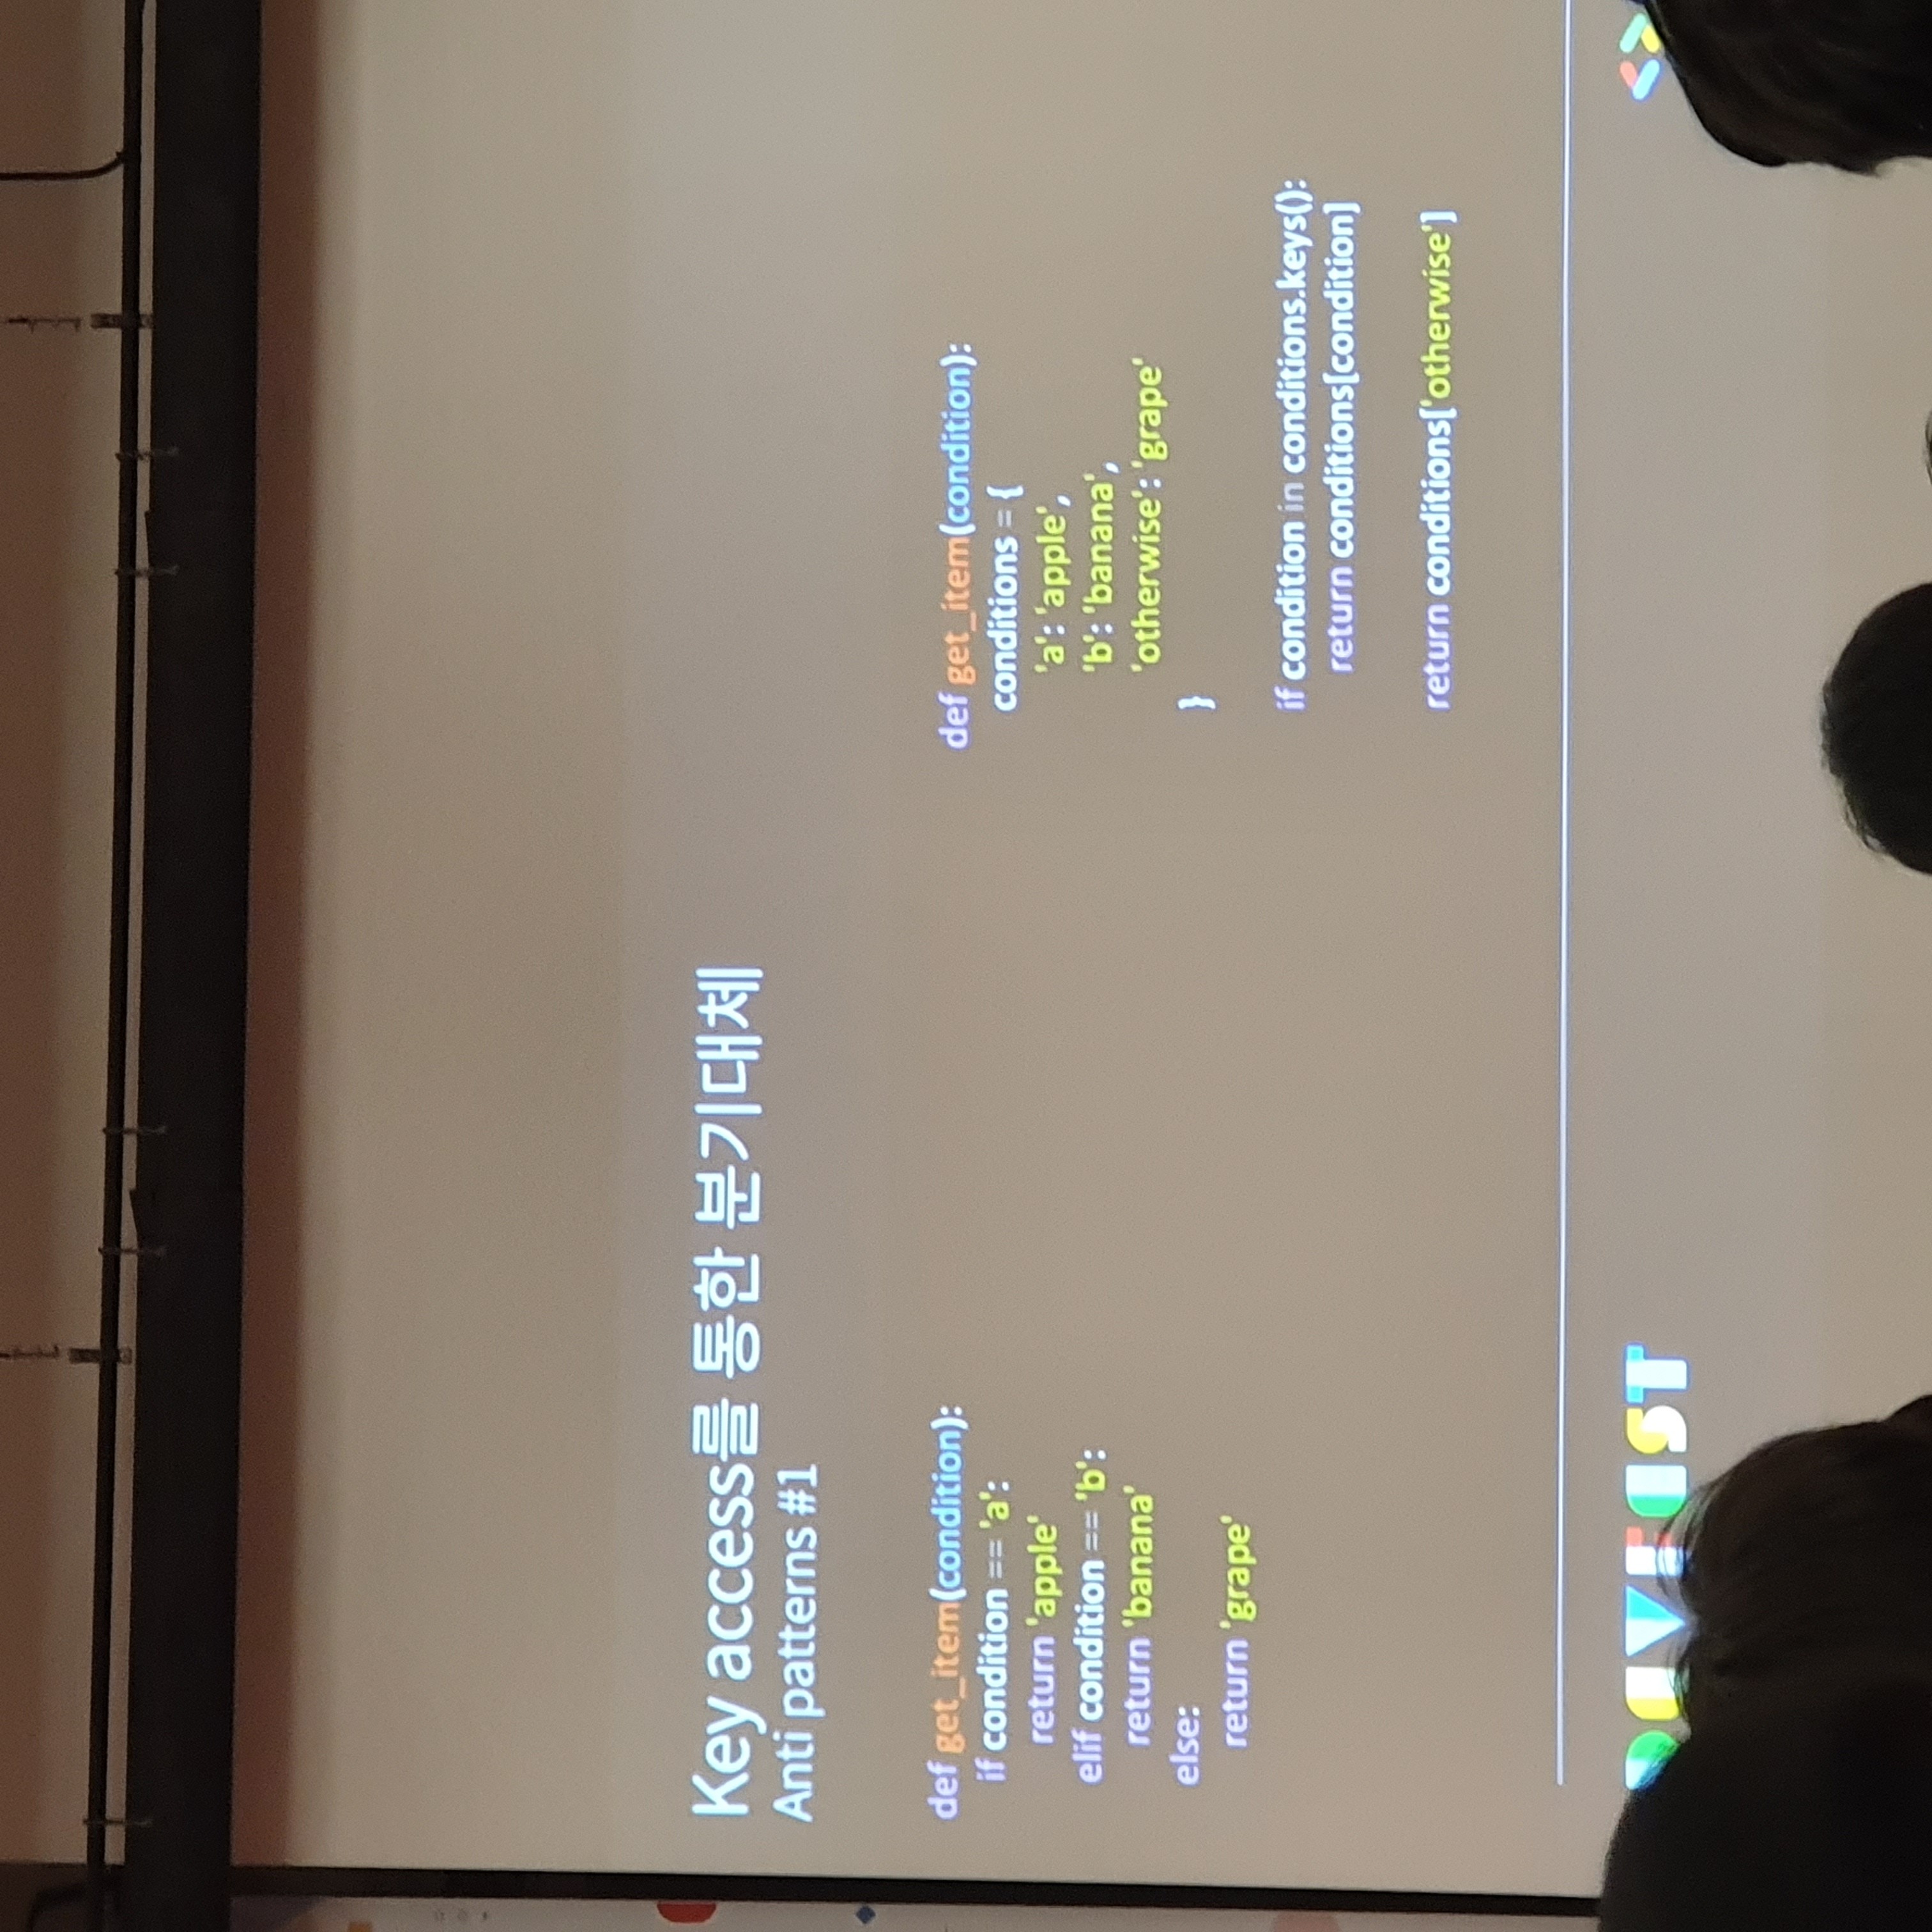 Key access를 통한 분기대체
Anti patterns #1
def get_item(condition):
if condition == 'a':
return 'apple'
elif condition == 'b':
return 'banana'
else:
return 'grape'
def get_item(condition):
conditions = {
'a': 'apple',
'b': 'banana',
'otherwise': 'grape'
}
if condition in conditions.keys():
return conditions[condition]
return conditions['otherwise']
DEVFEST